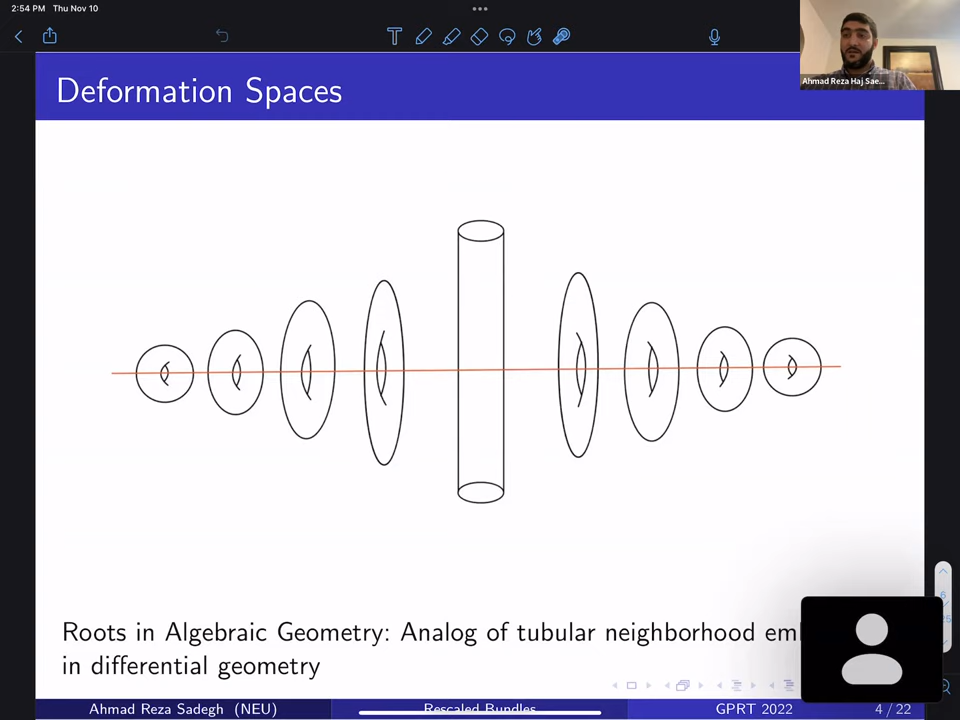 2:54 PM Thu Nov 10
Ahmad Reza Haj Sae...
Deformation Spaces
Roots in Algebraic Geometry: Analog of tubular neighborhood
in differential geometry
Ahmad Reza Sadegh (NEU)
Rescaled Bundles
GPRT 2022
4 / 22